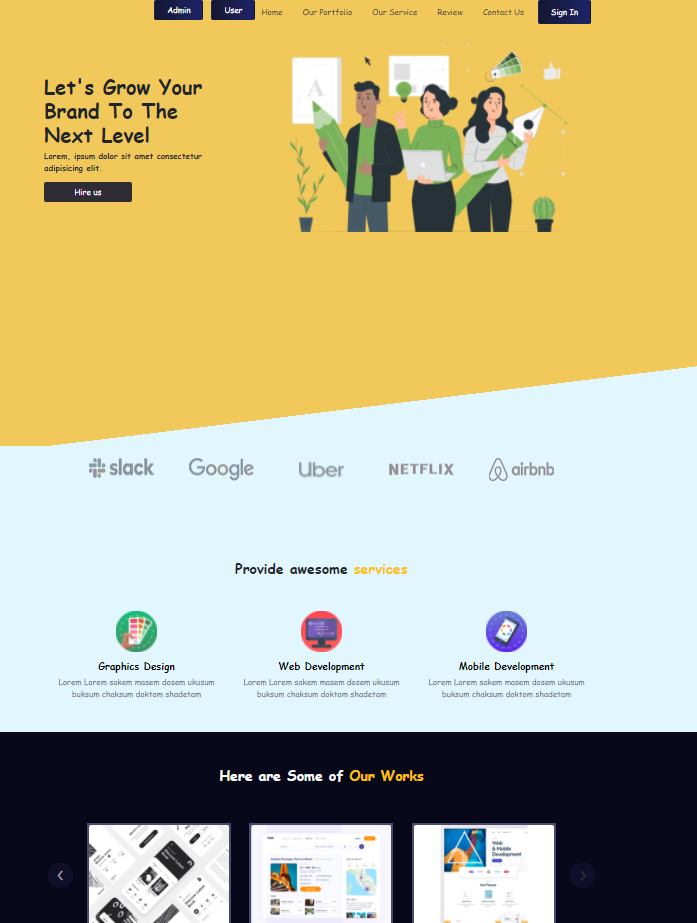 Admin User Home Our Portfolio Our Service Review Contact Us Sign In
Let's Grow Your
Brand To The
Next Level
Lorem, ipsum dolor sit amet consectetur
adipisicing elit.
Hire us
A
slack Google Uber NETFLIX airbnb
Provide awesome services
Graphics Design Web Development Mobile Development
Lorem Lorem sakem masem dosem ukusum Lorem Lorem sakem masem dosem ukusum Lorem Lorem sakem masem dosem ukusum
buksum chaksum doktom shadetam buksum chaksum doktom shadetam buksum chaksum doktom shadetam
Here are Some of Our Works
Web
& Mobile
Development